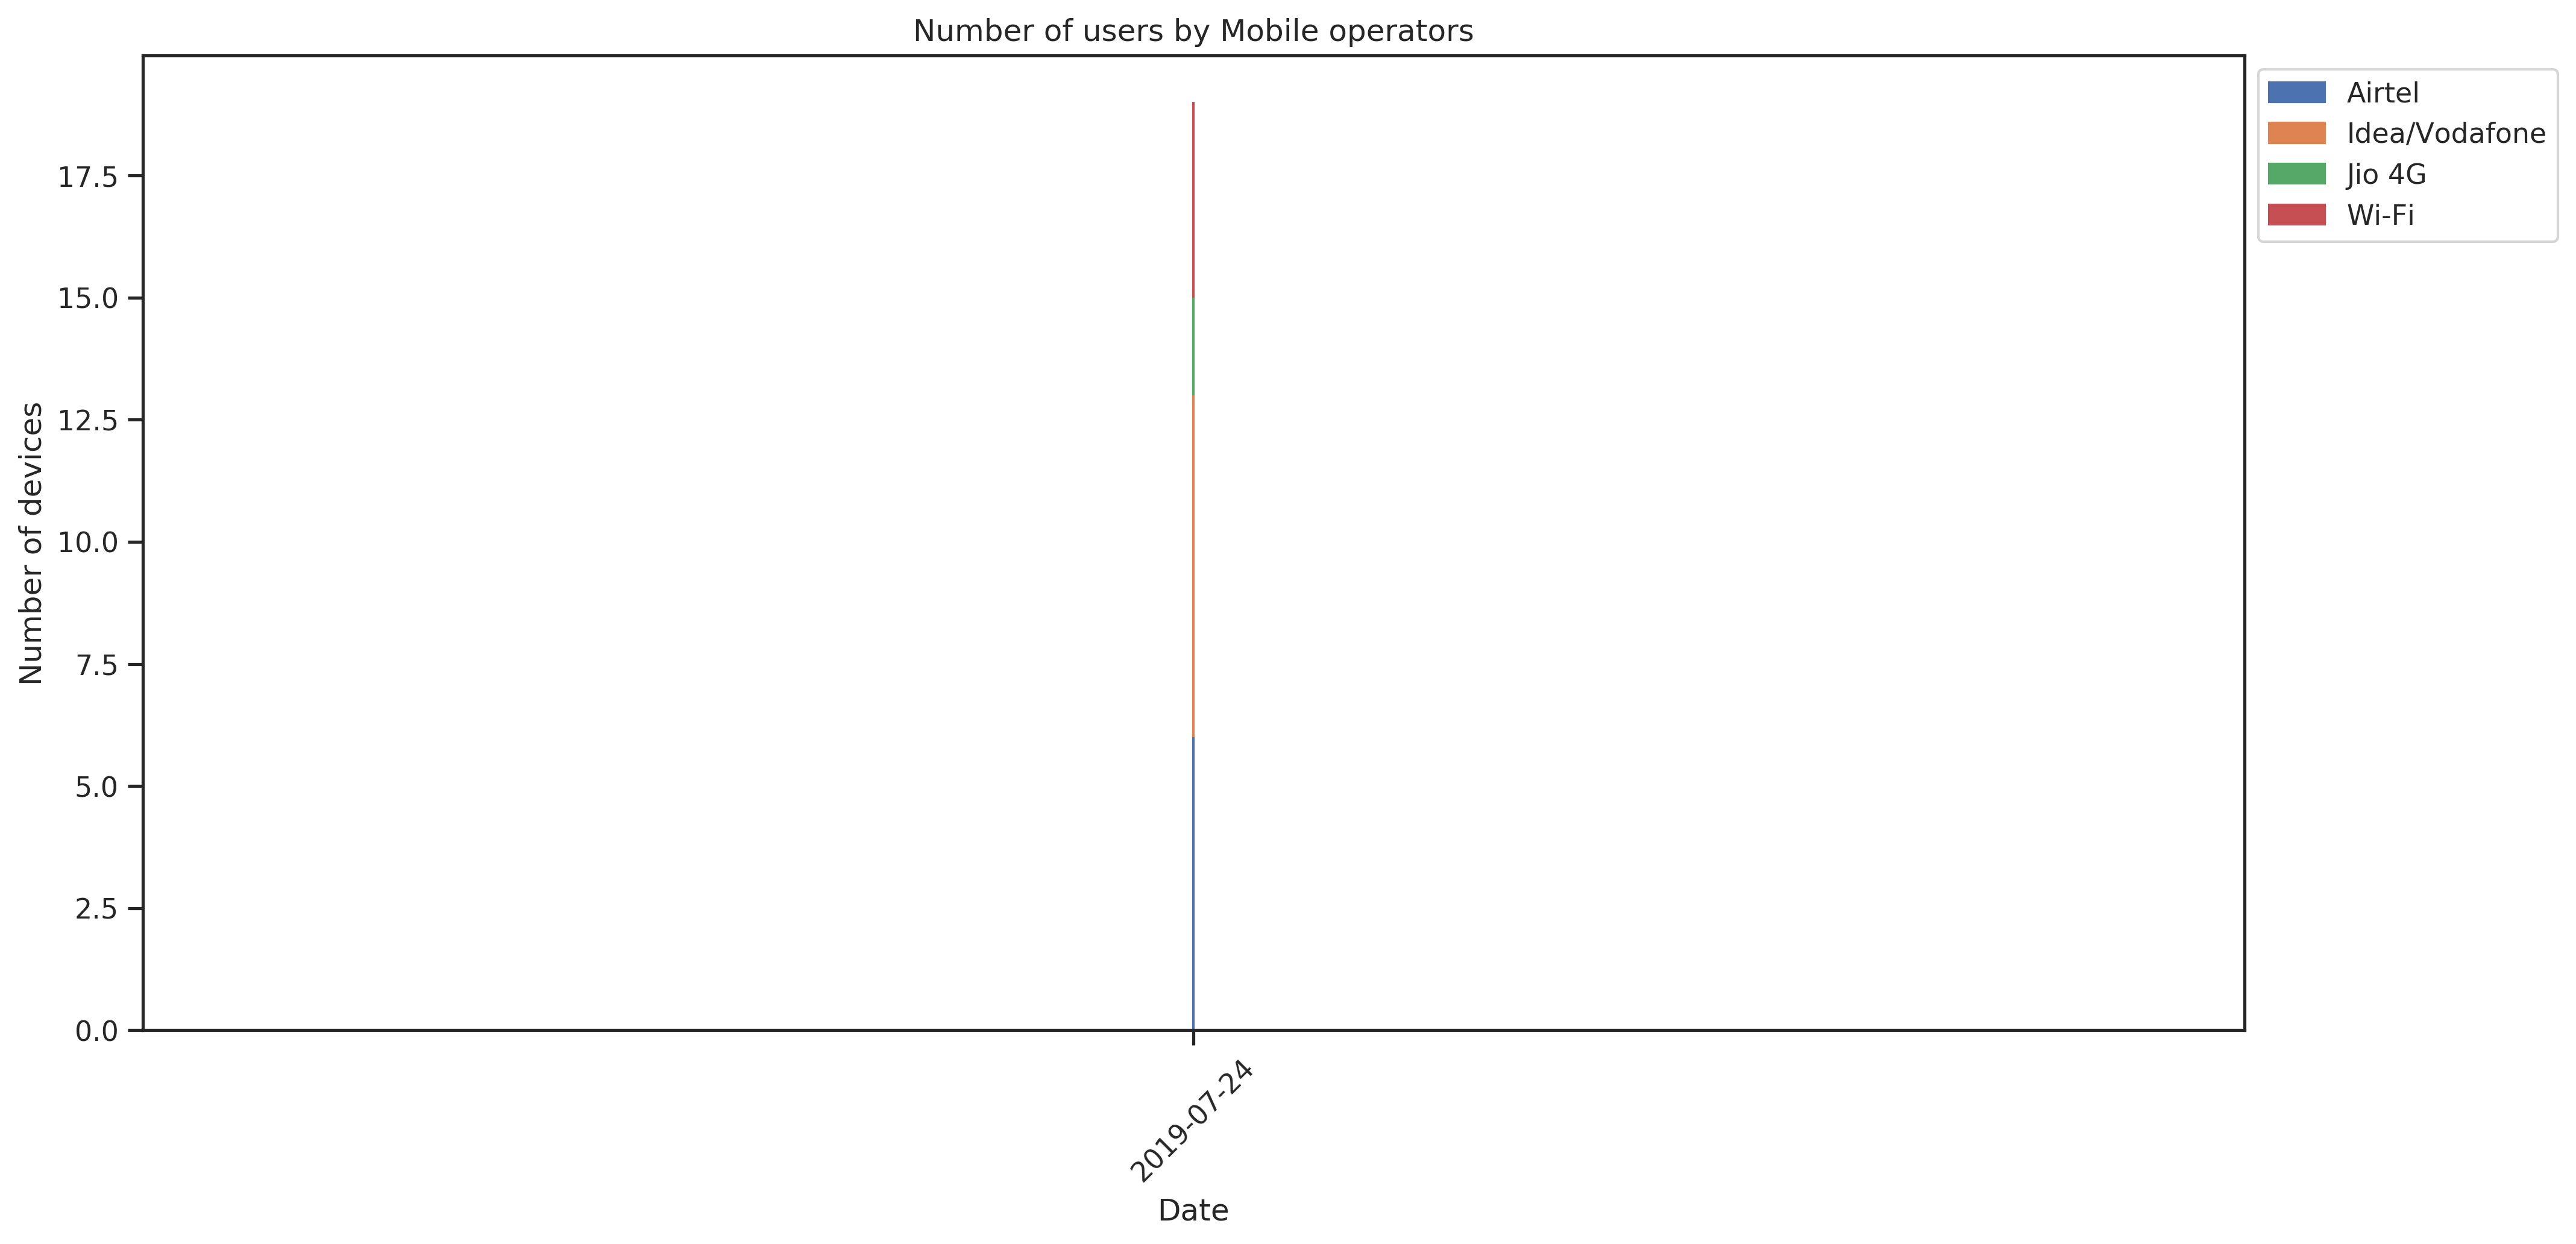 Number of users by Mobile operators
Airtel
Idea/Vodafone
Jio 4G
Wi-Fi
17.5
15.0
12.5
10.0
7.5
5.0
2.5
0.0
Number of devices
2019-07-24
Date